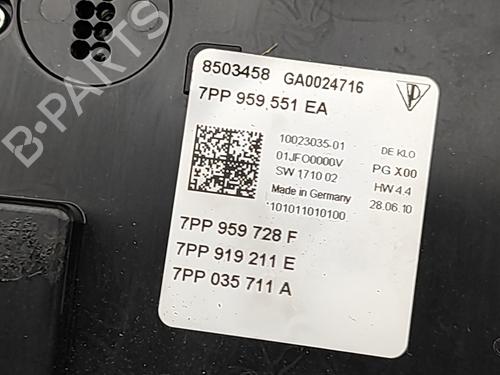 B-PARTS
8503458 GA0024716
7PP 959 551 EA
10023035-01 DE KLO
01JFO0000V PG X00
SW 1710 02 HW 4.4
Made in Germany 28.06.10
101011010100
7PP 959 728 F
7PP 919 211 E
7PP 035 711 A